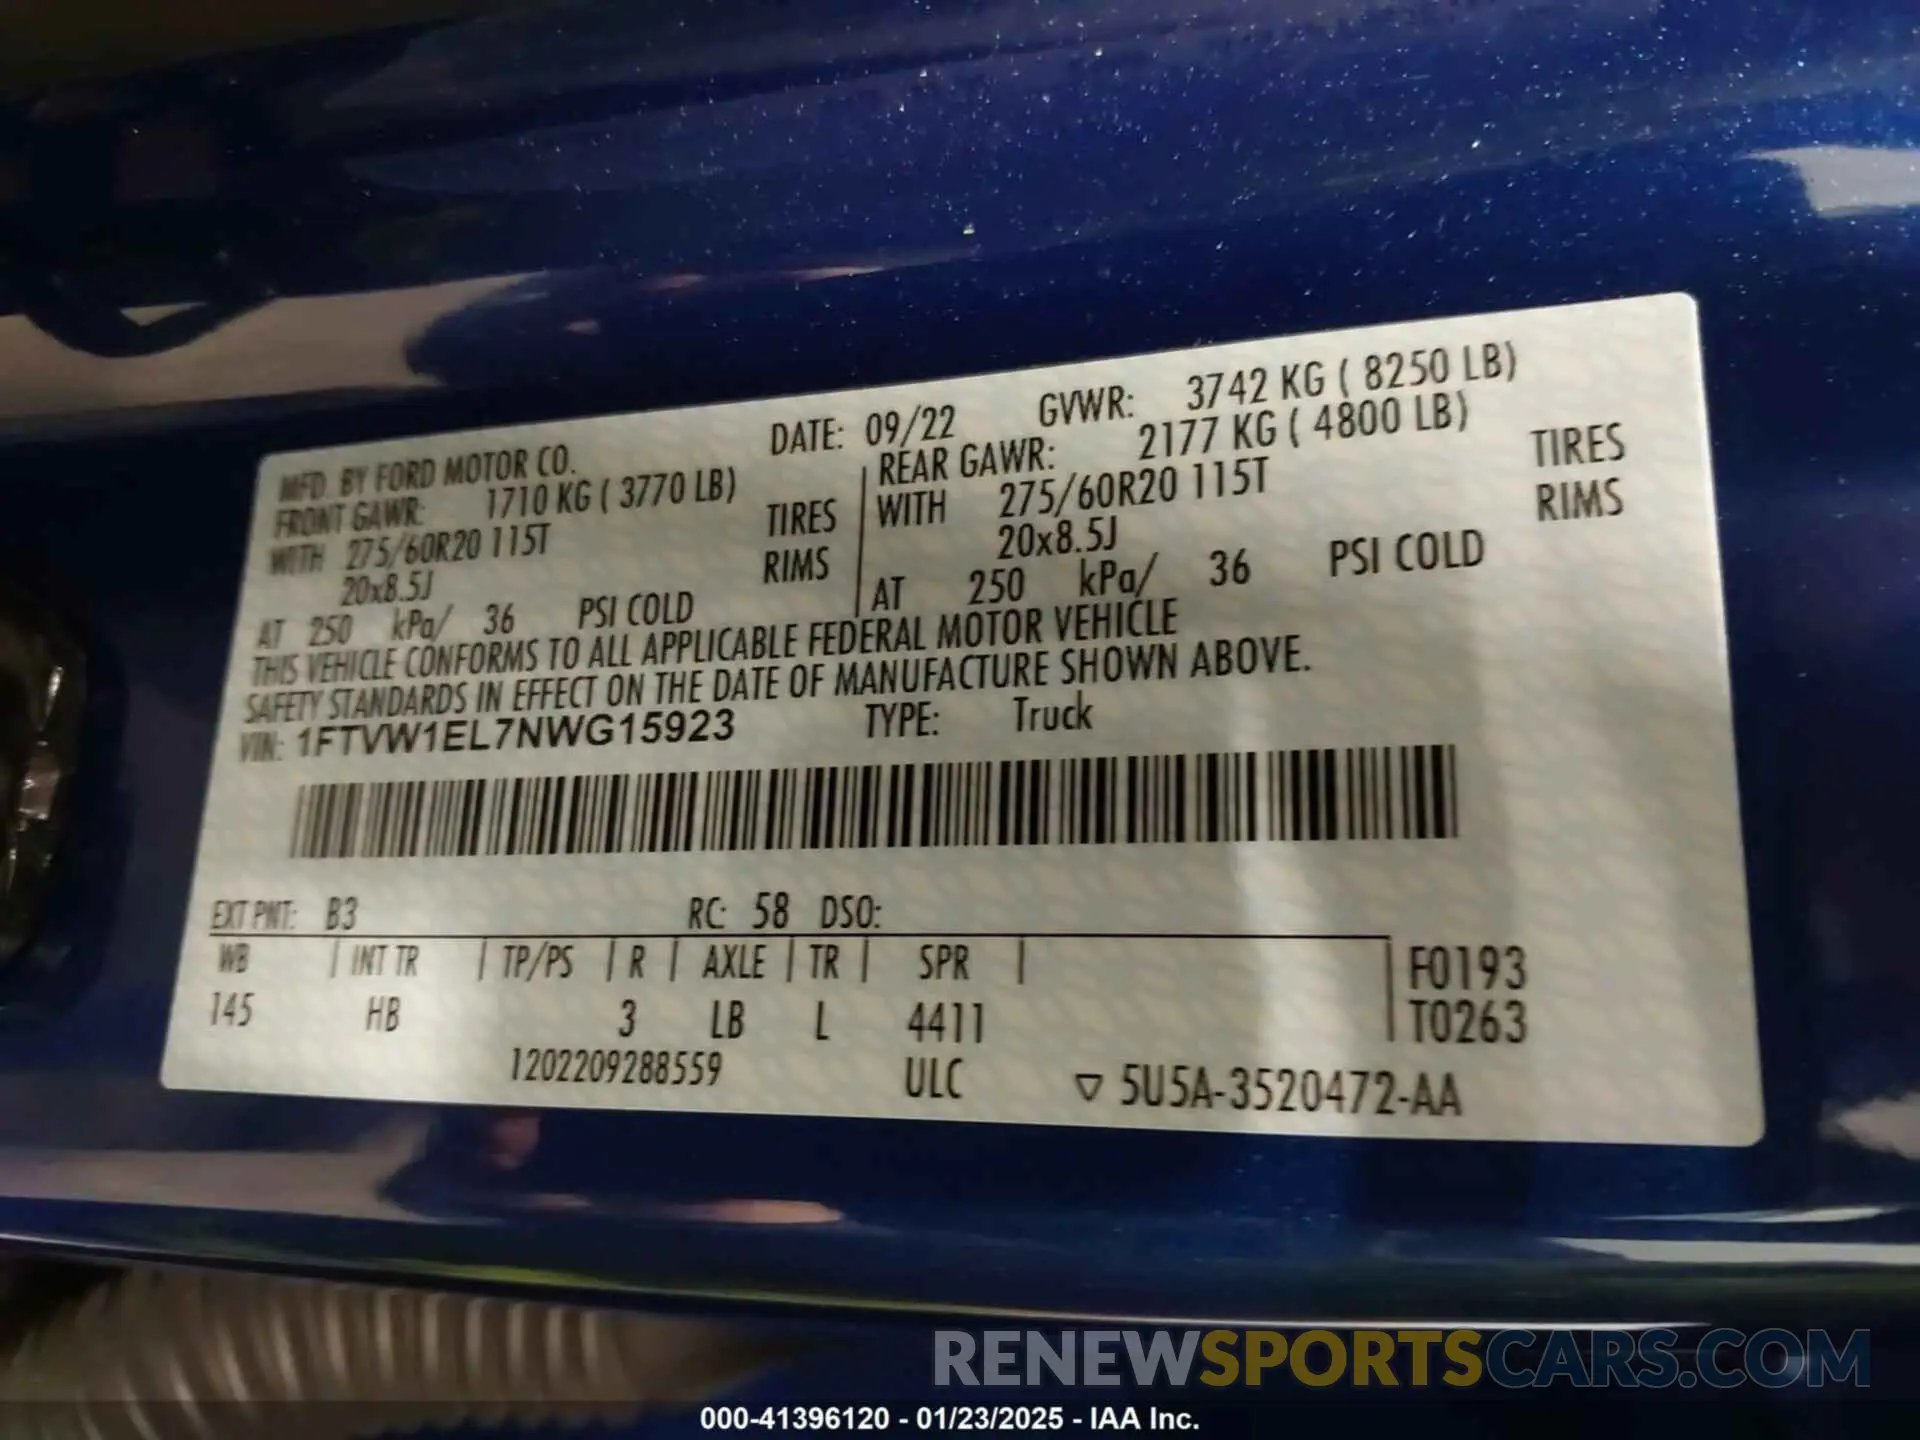 MFD. BY FORD MOTOR CO. DATE: 09/22 GVWR: 3742 KG ( 8250 LB)
FRONT GAWR: 1710 KG ( 3770 LB) REAR GAWR: 2177 KG ( 4800 LB)
WITH 275/60R20 115T TIRES WITH 275/60R20 115T TIRES
20x8.5J RIMS 20x8.5J RIMS
AT 250 kPa/ 36 PSI COLD AT 250 kPa/ 36 PSI COLD
THIS VEHICLE CONFORMS TO ALL APPLICABLE FEDERAL MOTOR VEHICLE
SAFETY STANDARDS IN EFFECT ON THE DATE OF MANUFACTURE SHOWN ABOVE.
VIN: 1FTVW1EL7NWG15923 TYPE: Truck
EXT PNT: B3 RC: 58 DSO:
WB INT TR TP/PS R AXLE TR SPR F0193
145 HB 3 LB L 4411 T0263
1202209288559 ULC ▽ 5U5A-3520472-AA
RENEWSPORTSCARS.COM
000-41396120 - 01/23/2025 - IAA Inc.